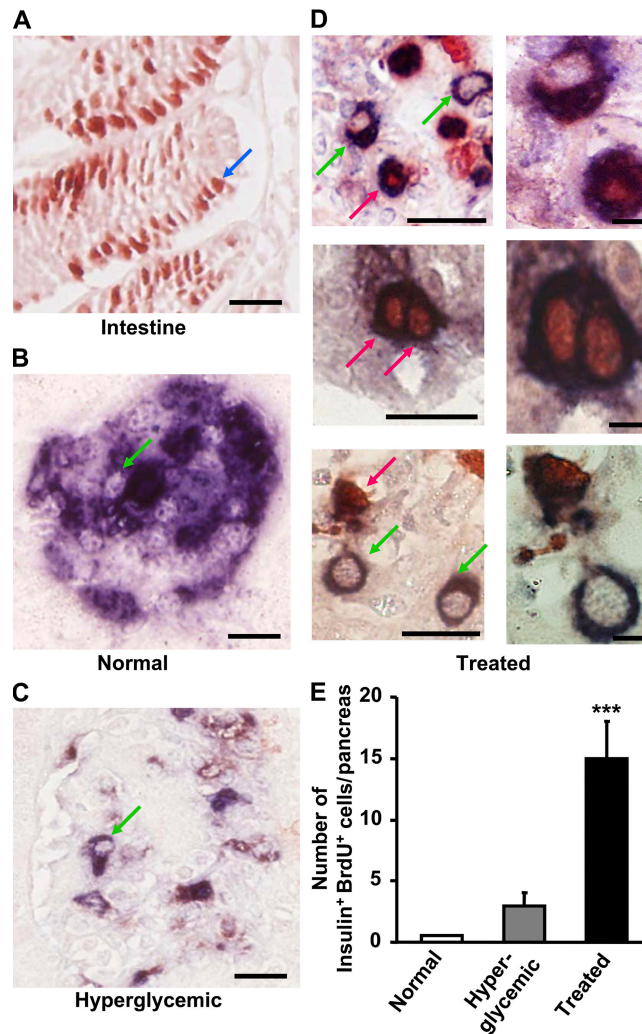 A
Intestine
B
Normal
C
Hyperglycemic
D
Treated
E
Number of
Insulin⁺ BrdU⁺ cells/pancreas
20
15
10
5
0
***
Normal
Hyper-
glycemic
Treated